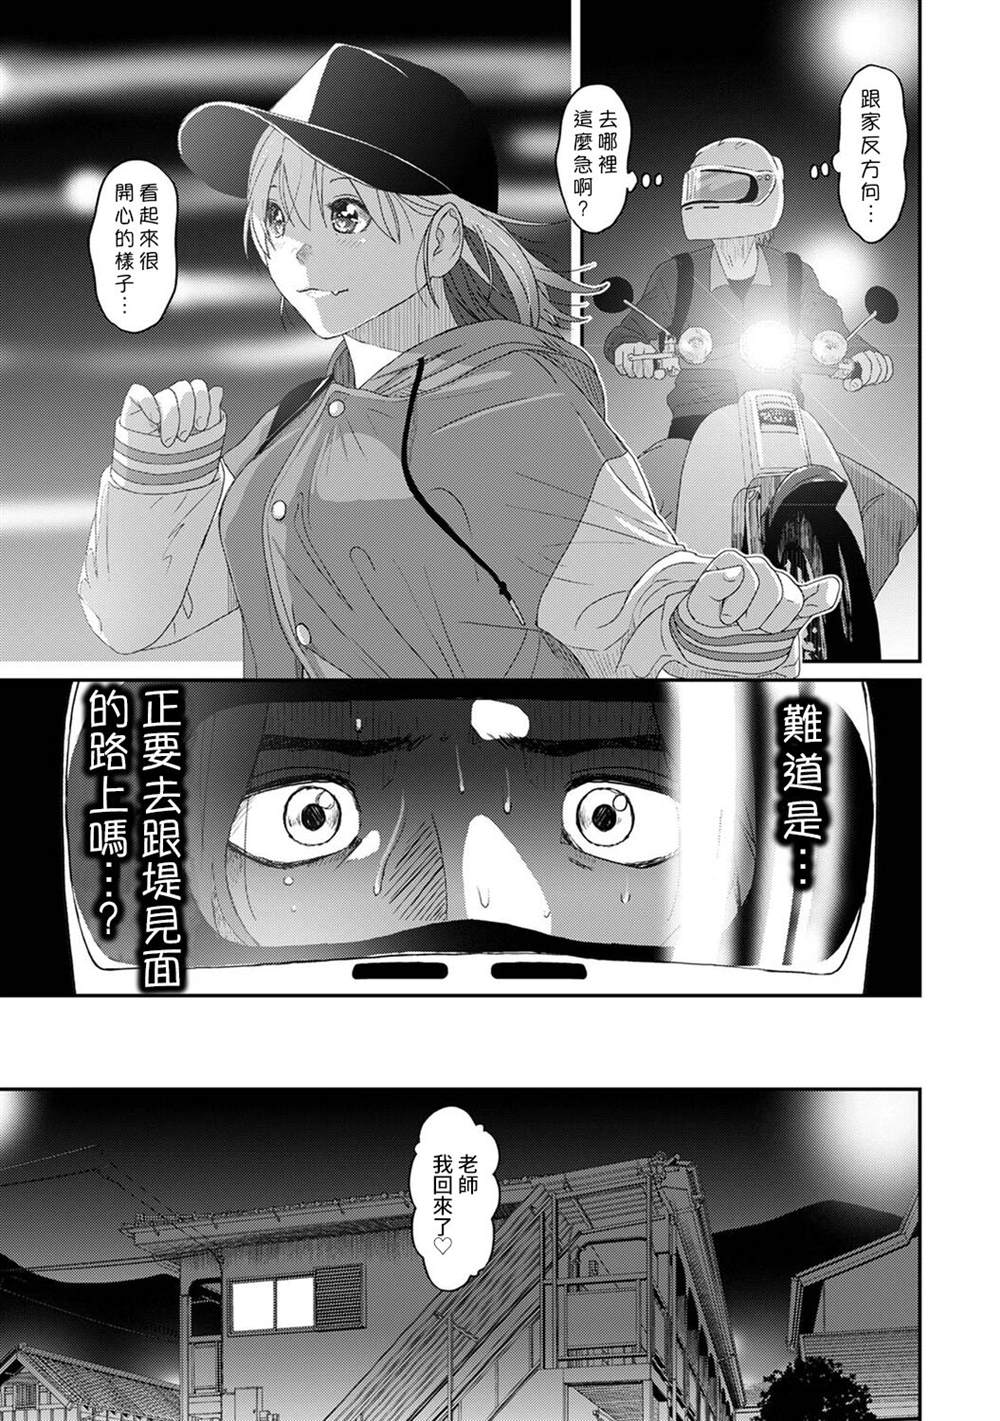 跟家反方向…
去哪裡
這麼急啊？
看起來很
開心的樣子…
難道是…
正要去跟堤見面
的路上嗎…？
老師
我回來了♡